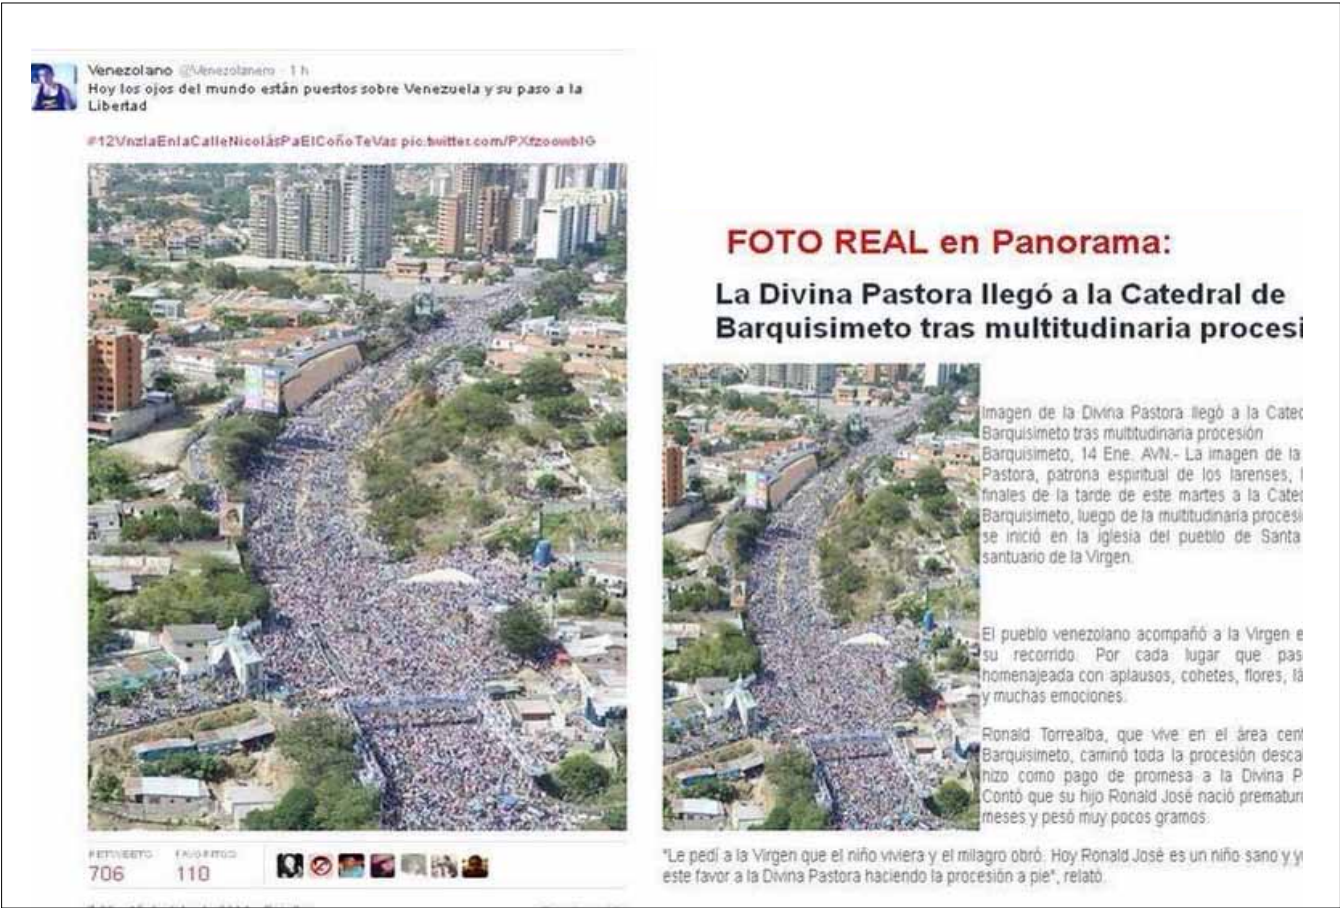 Venezolano @Venezolanero · 1 h
Hoy los ojos del mundo están puestos sobre Venezuela y su paso a la
Libertad
#12VnzlaEnlaCalleNicolásPaElCoñoTeVas
RETWEETS FAVORITOS
706 110
FOTO REAL en Panorama:
La Divina Pastora llegó a la Catedral de
Barquisimeto tras multitudinaria procesi
Imagen de la Divina Pastora llegó a la Cated
Barquisimeto tras multitudinaria procesión
Barquisimeto, 14 Ene. AVN.- La imagen de la
Pastora, patrona espiritual de los larenses, l
finales de la tarde de este martes a la Cated
Barquisimeto, luego de la multitudinaria procesi
se inició en la iglesia del pueblo de Santa
santuario de la Virgen.
El pueblo venezolano acompañó a la Virgen e
su recorrido. Por cada lugar que pas
homenajeada con aplausos, cohetes, flores, lá
y muchas emociones.
Ronald Torrealba, que vive en el área cent
Barquisimeto, caminó toda la procesión desca
hizo como pago de promesa a la Divina P
Contó que su hijo Ronald José nació prematur
meses y pesó muy pocos gramos.
"Le pedí a la Virgen que el niño viviera y el milagro obró. Hoy Ronald José es un niño sano y y
este favor a la Divina Pastora haciendo la procesión a pie", relató.